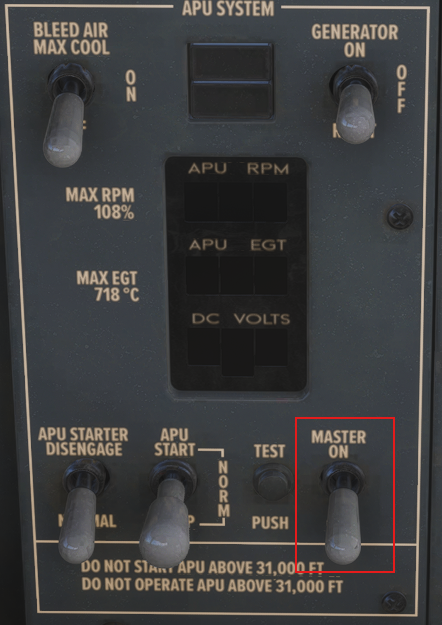 APU SYSTEM
BLEED AIR
MAX COOL
ON
GENERATOR
ON
OFF
APU RPM
MAX RPM
108%
APU EGT
MAX EGT
718 °C
DC VOLTS
APU STARTER
DISENGAGE
APU
START
NORM
TEST
PUSH
MASTER
ON
DO NOT START APU ABOVE 31,000 FT
DO NOT OPERATE APU ABOVE 31,000 FT